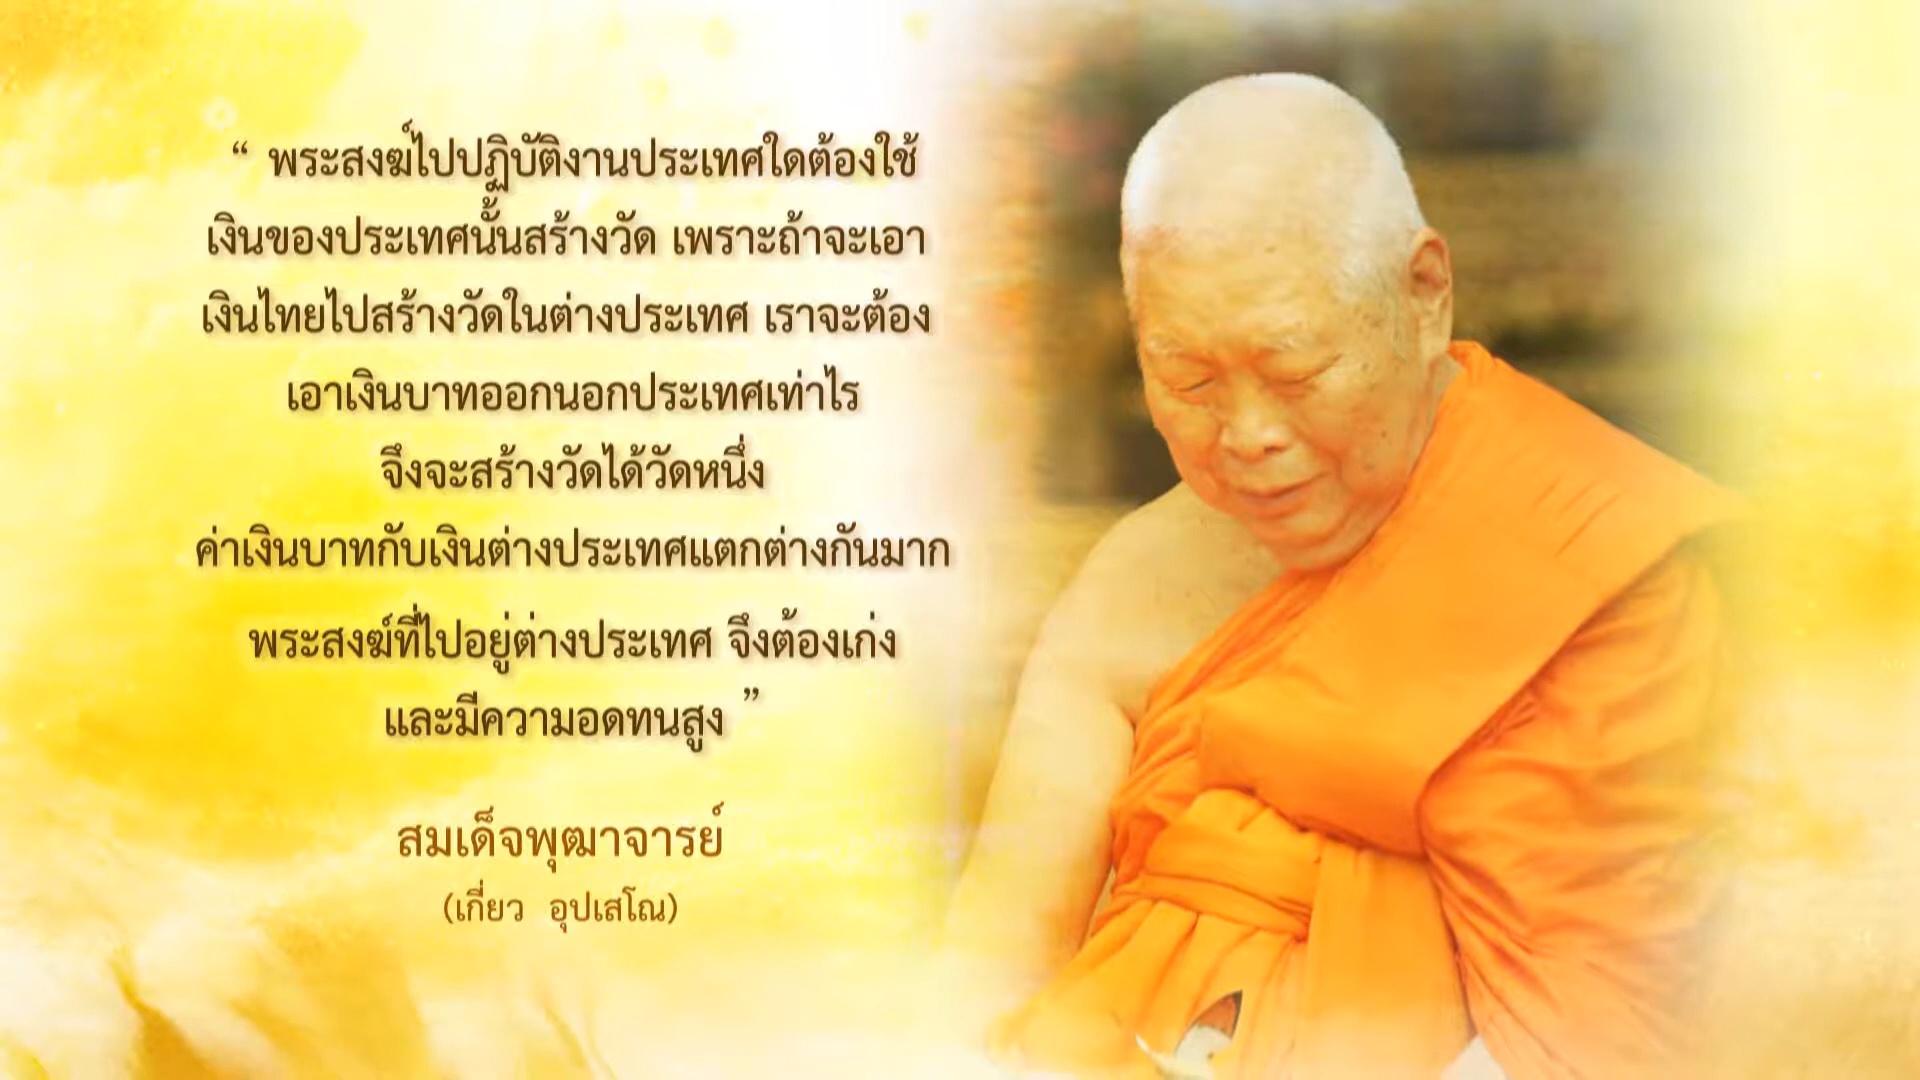 “ พระสงฆ์ไปปฏิบัติงานประเทศใดต้องใช้
เงินของประเทศนั้นสร้างวัด เพราะถ้าจะเอา
เงินไทยไปสร้างวัดในต่างประเทศ เราจะต้อง
เอาเงินบาทออกนอกประเทศเท่าไร
จึงจะสร้างวัดได้วัดหนึ่ง
ค่าเงินบาทกับเงินต่างประเทศแตกต่างกันมาก
พระสงฆ์ที่ไปอยู่ต่างประเทศ จึงต้องเก่ง
และมีความอดทนสูง ”
สมเด็จพุฒาจารย์
(เกี่ยว อุปเสโณ)